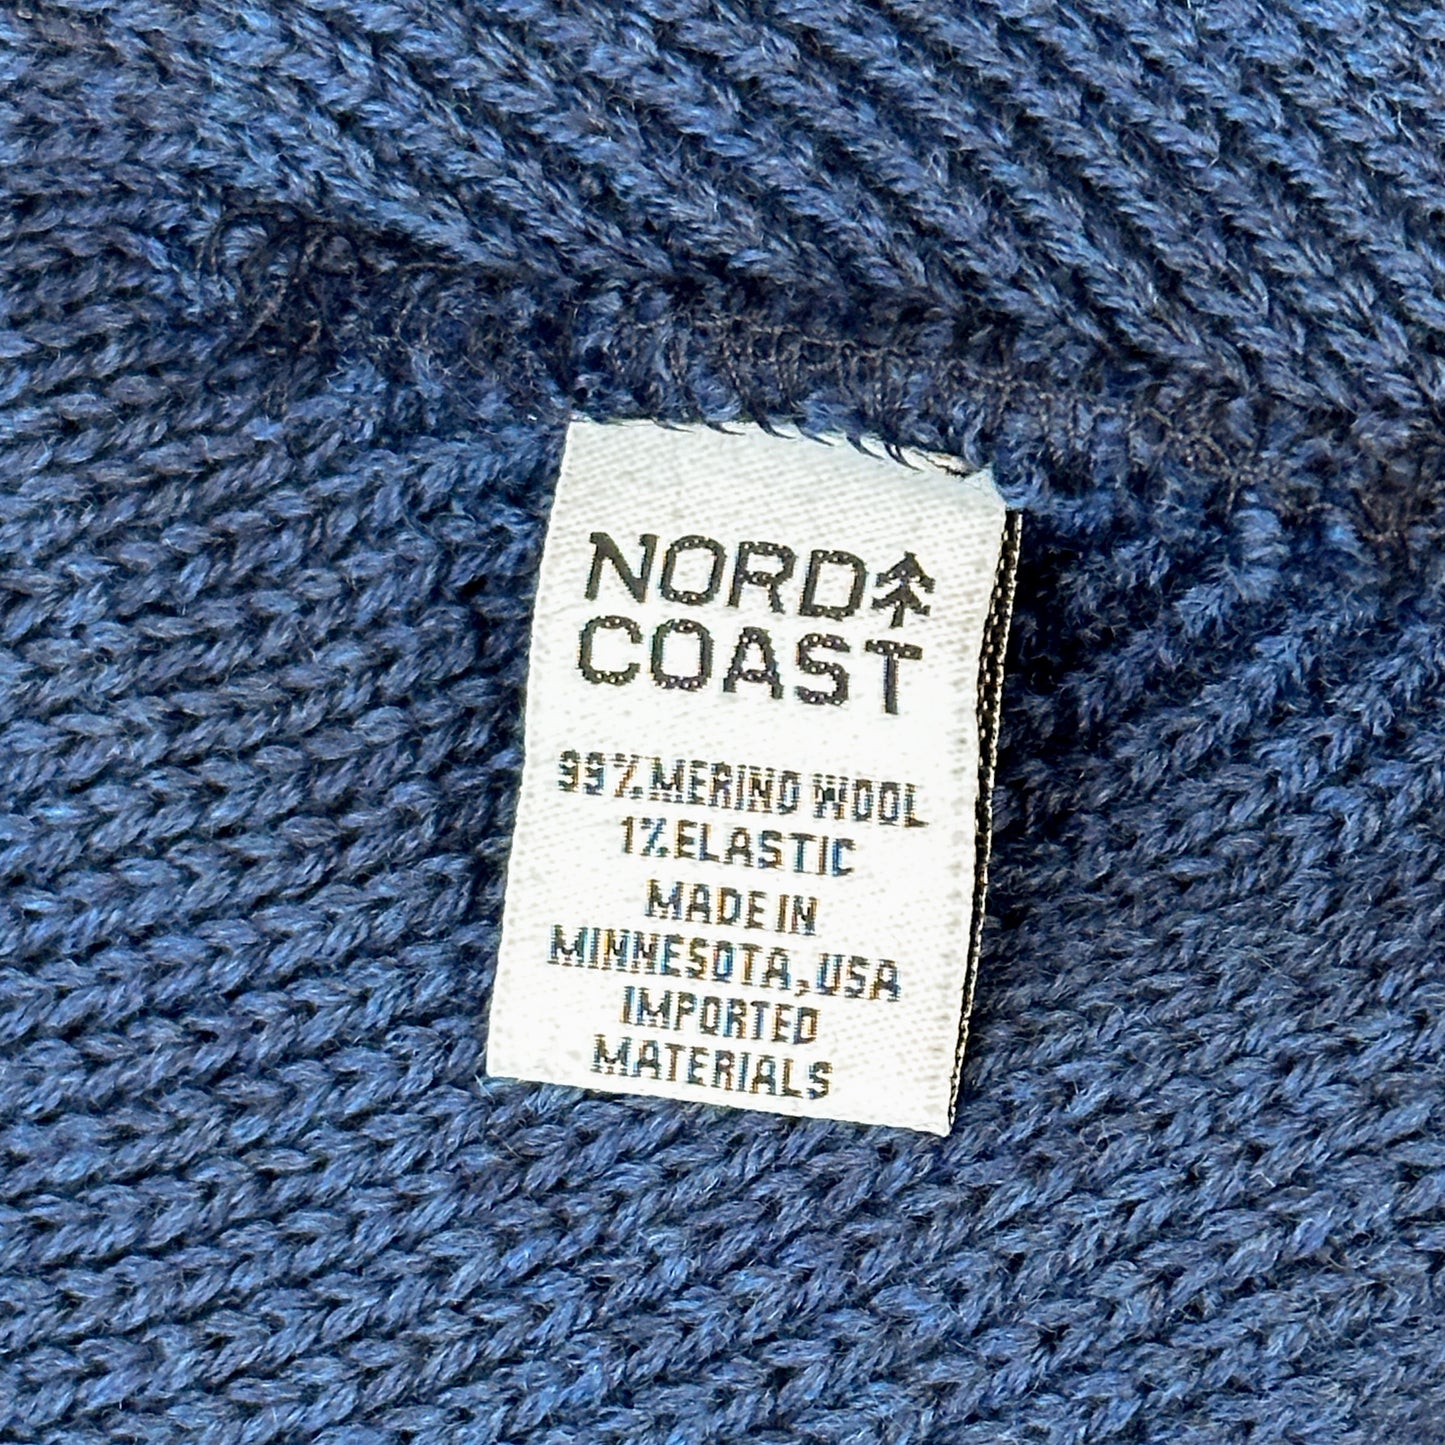 NORD
COAST
99% MERINO WOOL
1% ELASTIC
MADE IN
MINNESOTA, USA
IMPORTED
MATERIALS